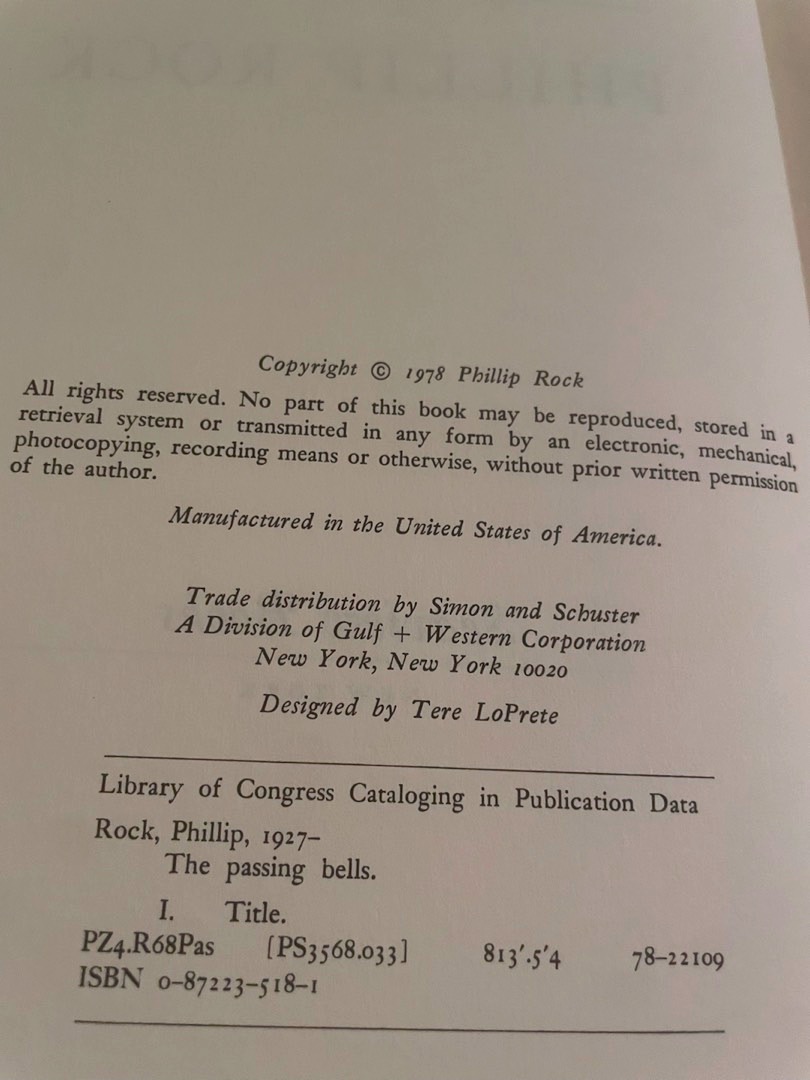 Copyright © 1978 Phillip Rock
All rights reserved. No part of this book may be reproduced, stored in a
retrieval system or transmitted in any form by an electronic, mechanical,
photocopying, recording means or otherwise, without prior written permission
of the author.
Manufactured in the United States of America.
Trade distribution by Simon and Schuster
A Division of Gulf + Western Corporation
New York, New York 10020
Designed by Tere LoPrete
Library of Congress Cataloging in Publication Data
Rock, Phillip, 1927–
The passing bells.
I. Title.
PZ4.R68Pas [PS3568.033] 813'.5'4 78–22109
ISBN 0–87223–518–1